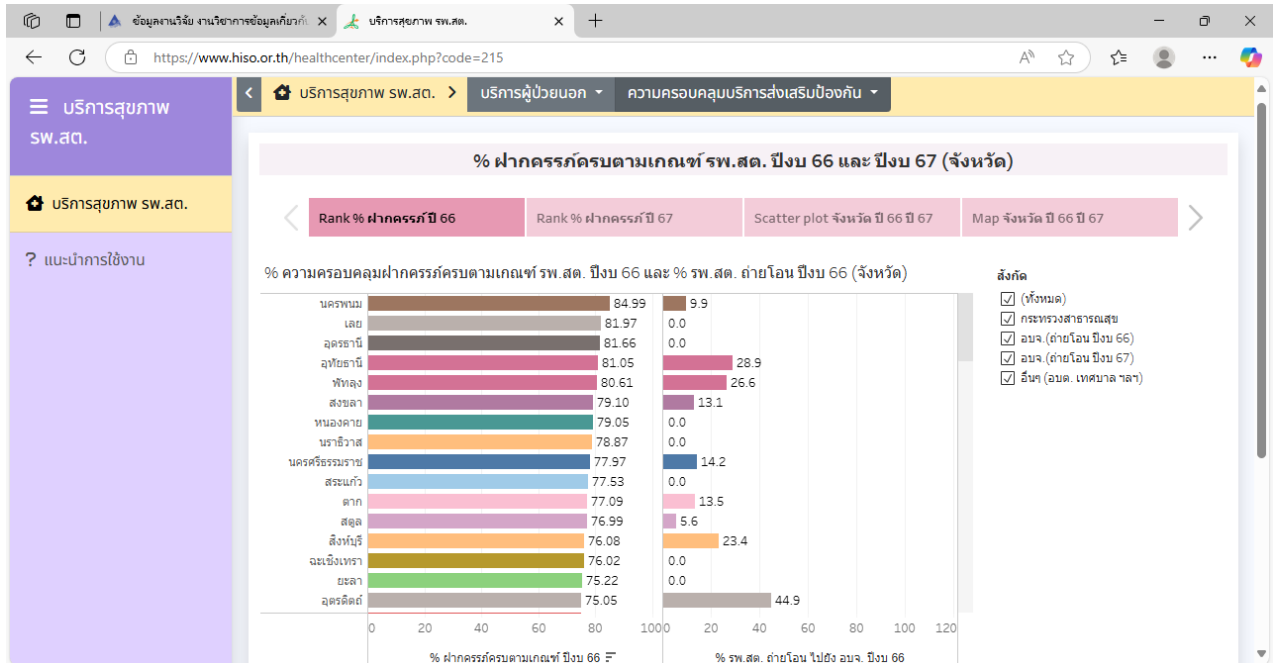 ข้อมูลงานวิจัย งานวิชาการข้อมูลเกี่ยวกั
บริการสุขภาพ รพ.สต.
https://www.hiso.or.th/healthcenter/index.php?code=215
บริการสุขภาพ
รพ.สต.
บริการสุขภาพ รพ.สต.
บริการผู้ป่วยนอก
ความครอบคลุมบริการส่งเสริมป้องกัน
บริการสุขภาพ รพ.สต.
? แนะนำการใช้งาน
% ฝากครรภ์ครบตามเกณฑ์ รพ.สต. ปีงบ 66 และ ปีงบ 67 (จังหวัด)
Rank % ฝากครรภ์ ปี 66
Rank % ฝากครรภ์ ปี 67
Scatter plot จังหวัด ปี 66 ปี 67
Map จังหวัด ปี 66 ปี 67
% ความครอบคลุมฝากครรภ์ครบตามเกณฑ์ รพ.สต. ปีงบ 66 และ % รพ.สต. ถ่ายโอน ปีงบ 66 (จังหวัด)
นครพนม 84.99 9.9
เลย 81.97 0.0
อุดรธานี 81.66 0.0
อุทัยธานี 81.05 28.9
พัทลุง 80.61 26.6
สงขลา 79.10 13.1
หนองคาย 79.05 0.0
นราธิวาส 78.87 0.0
นครศรีธรรมราช 77.97 14.2
สระแก้ว 77.53 0.0
ตาก 77.09 13.5
สตูล 76.99 5.6
สิงห์บุรี 76.08 23.4
ฉะเชิงเทรา 76.02 0.0
ยะลา 75.22 0.0
อุตรดิตถ์ 75.05 44.9
0 20 40 60 80 100 0 20 40 60 80 100 120
% ฝากครรภ์ครบตามเกณฑ์ ปีงบ 66
% รพ.สต. ถ่ายโอน ไปยัง อบจ. ปีงบ 66
สังกัด
(ทั้งหมด)
กระทรวงสาธารณสุข
อบจ.(ถ่ายโอน ปีงบ 66)
อบจ.(ถ่ายโอน ปีงบ 67)
อื่นๆ (อบต. เทศบาล ฯลฯ)